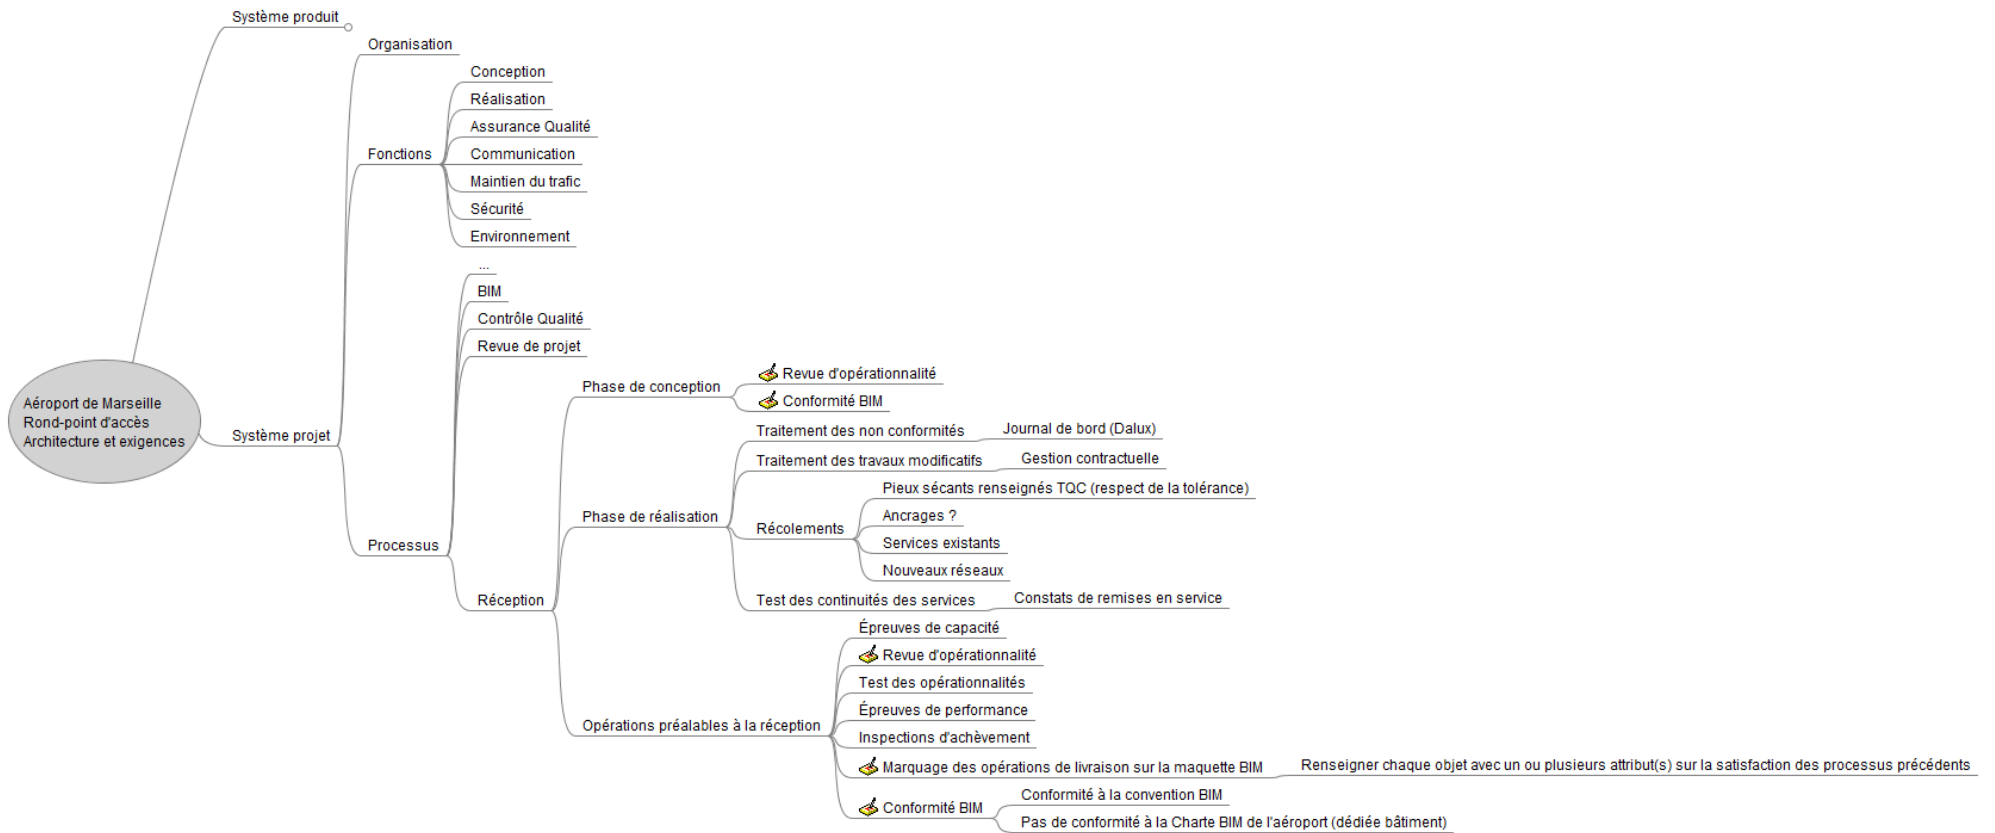 Système produit
Organisation
Conception
Réalisation
Assurance Qualité
Fonctions
Communication
Maintien du trafic
Sécurité
Environnement
...
BIM
Contrôle Qualité
Revue de projet
Aéroport de Marseille
Rond-point d'accès
Architecture et exigences
Système projet
Processus
Réception
Phase de conception
Revue d'opérationnalité
Conformité BIM
Phase de réalisation
Traitement des non conformités
Journal de bord (Dalux)
Traitement des travaux modificatifs
Gestion contractuelle
Récolements
Pieux sécants renseignés TQC (respect de la tolérance)
Ancrages ?
Services existants
Nouveaux réseaux
Test des continuités des services
Constats de remises en service
Opérations préalables à la réception
Épreuves de capacité
Revue d'opérationnalité
Test des opérationnalités
Épreuves de performance
Inspections d'achèvement
Marquage des opérations de livraison sur la maquette BIM
Renseigner chaque objet avec un ou plusieurs attribut(s) sur la satisfaction des processus précédents
Conformité BIM
Conformité à la convention BIM
Pas de conformité à la Charte BIM de l'aéroport (dédiée bâtiment)